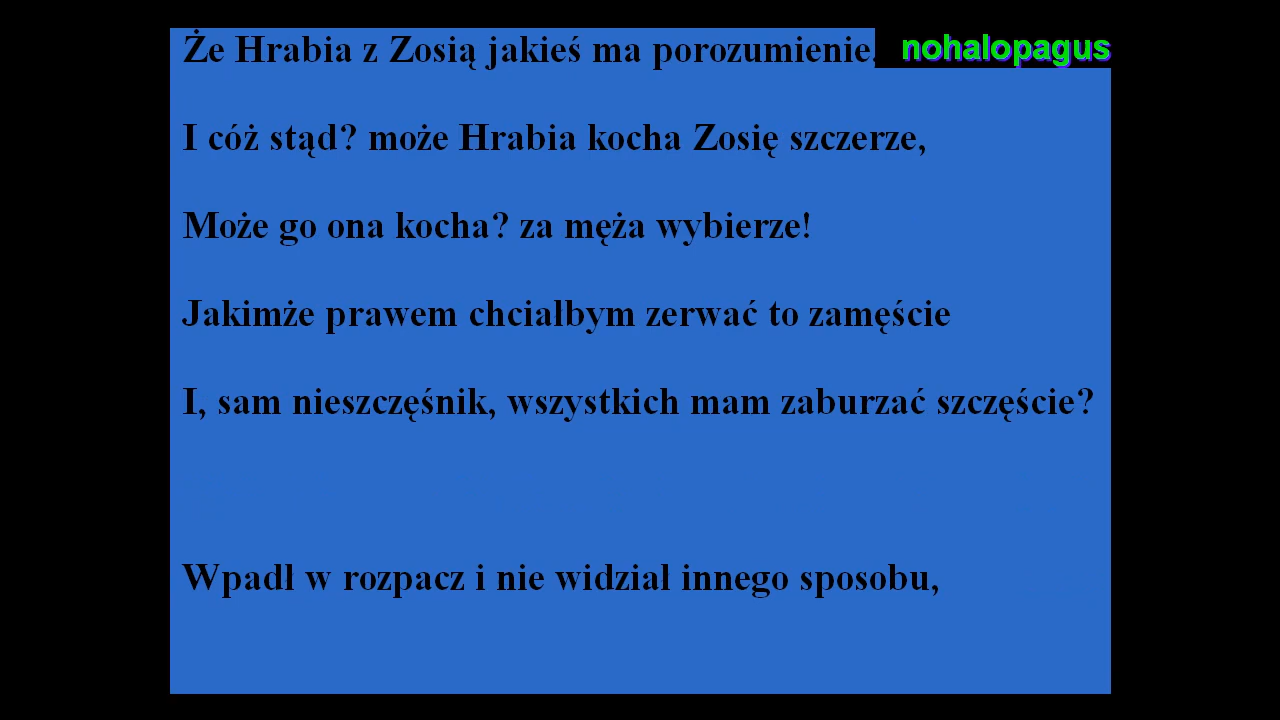 Że Hrabia z Zosią jakieś ma porozumienie.
nohalopagus
I cóż stąd? może Hrabia kocha Zosię szczerze,
Może go ona kocha? za męża wybierze!
Jakimże prawem chciałbym zerwać to zamęście
I, sam nieszczęśnik, wszystkich mam zaburzać szczęście?
Wpadł w rozpacz i nie widział innego sposobu,